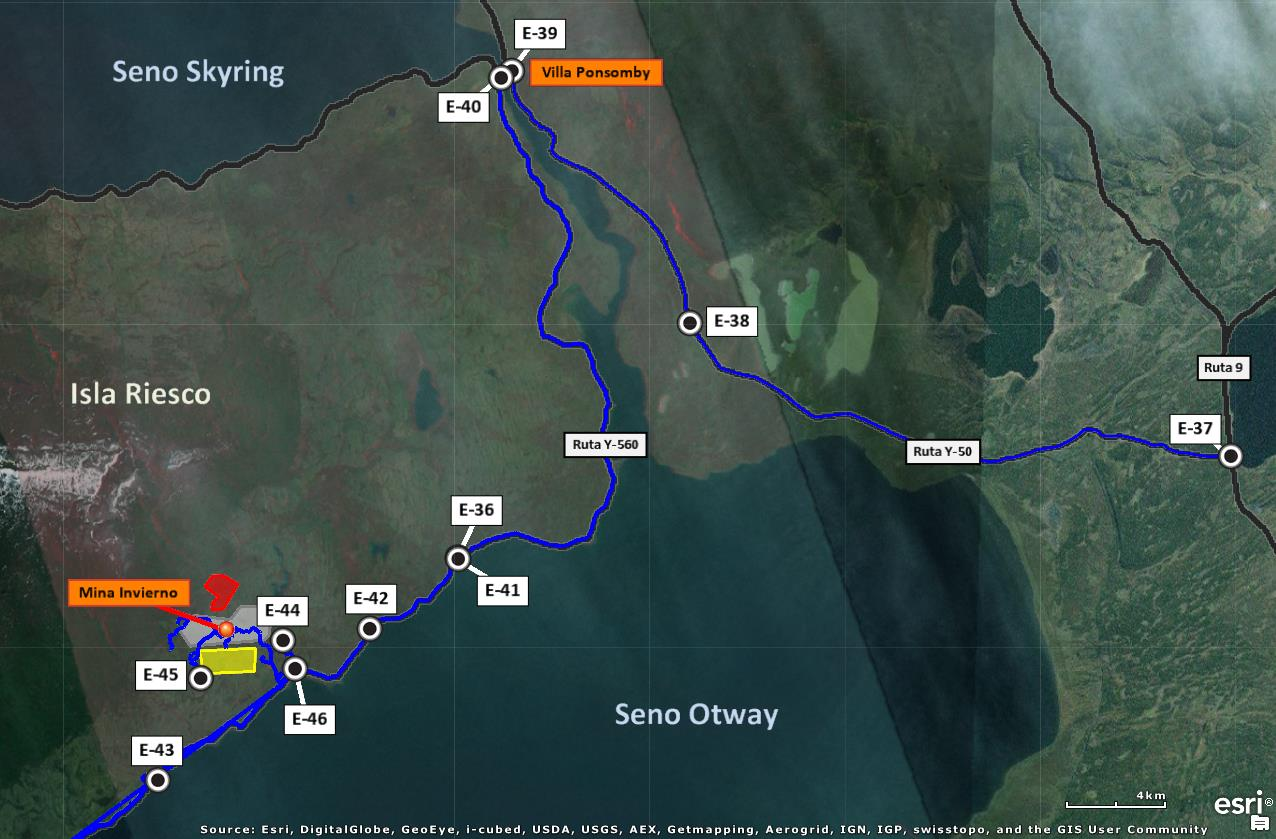 E-39
Seno Skyring
Villa Ponsomby
E-40
E-38
Ruta 9
Isla Riesco
E-37
Ruta Y-560
Ruta Y-50
E-36
Mina Invierno
E-41
E-42
E-44
E-45
E-46
Seno Otway
E-43
4km
esri®
Source: Esri, DigitalGlobe, GeoEye, i-cubed, USDA, USGS, AEX, Getmapping, Aerogrid, IGN, IGP, swisstopo, and the GIS User Community